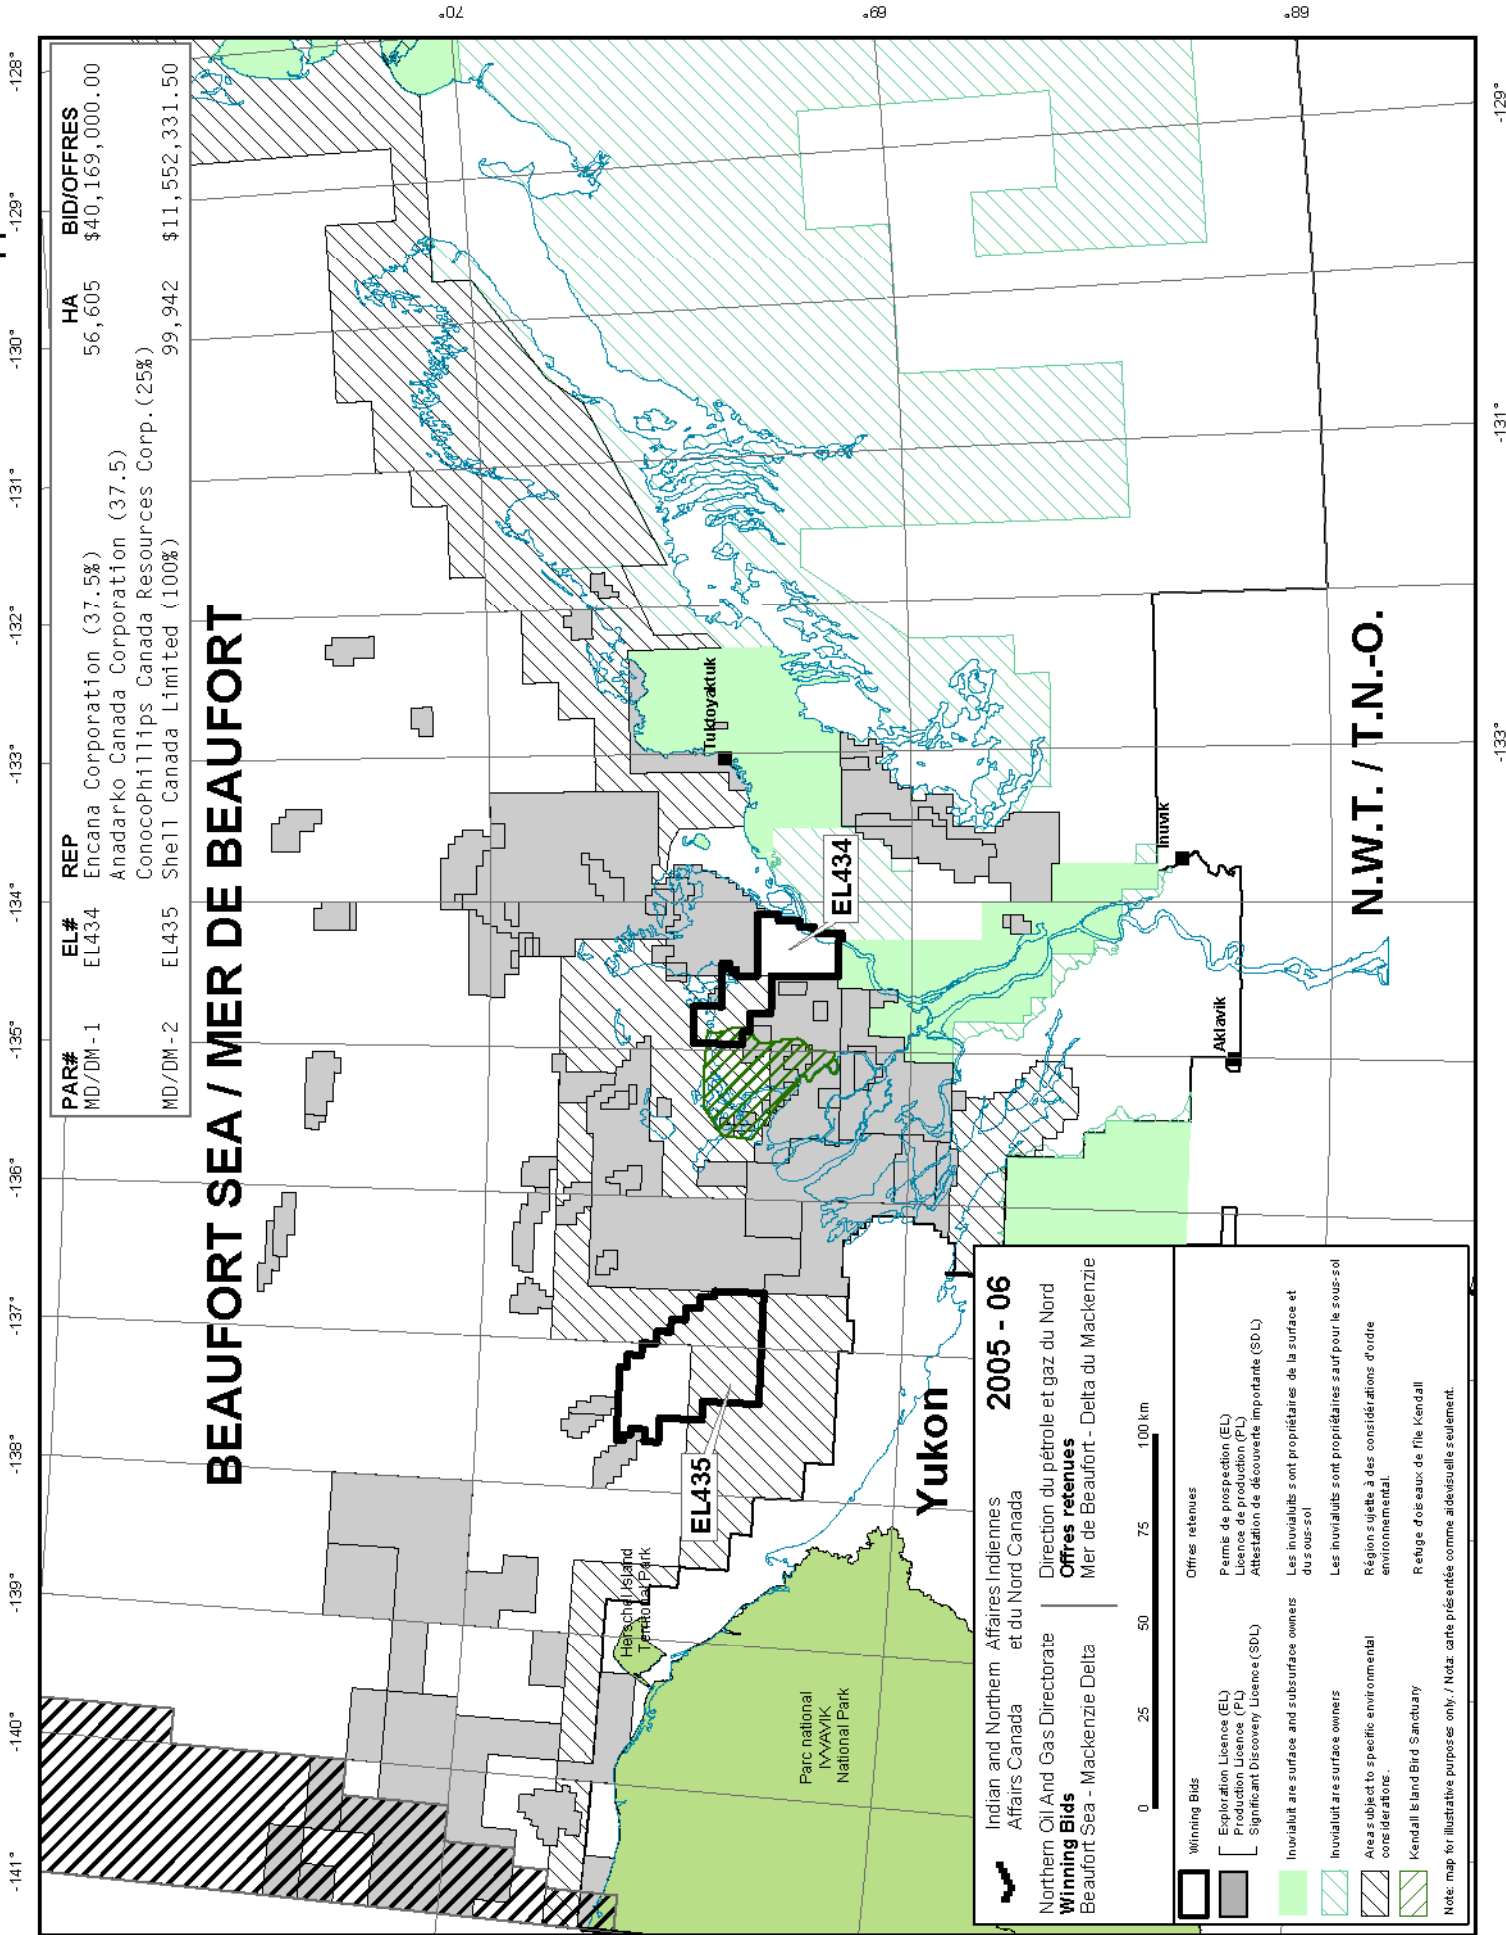 PAR# EL# REP HA BID/OFFRES
MD/DM-1 EL434 Encana Corporation (37.5%) 56,605 $40,169,000.00
Anadarko Canada Corporation (37.5)
ConocoPhillips Canada Resources Corp.(25%)
MD/DM-2 EL435 Shell Canada Limited (100%) 99,942 $11,552,331.50
BEAUFORT SEA / MER DE BEAUFORT
-141° -140° -139° -138° -137° -136° -135° -134° -133° -132° -131° -130° -129° -128°
70°
69°
68°
Tuktoyaktuk
EL434
EL435
Herschel Island
Territorial Park
Inuvik
Aklavik
Yukon
N.W.T. / T.N.-O.
Parc national
IVVAVIK
National Park
-133° -131° -129°
Indian and Northern Affaires Indiennes
Affairs Canada et du Nord Canada
2005 - 06
Northern Oil And Gas Directorate
Winning Bids
Beaufort Sea - Mackenzie Delta
Direction du pétrole et gaz du Nord
Offres retenues
Mer de Beaufort - Delta du Mackenzie
0 25 50 75 100 km
Winning Bids Offres retenues
Exploration Licence (EL) Permis de prospection (EL)
Production Licence (PL) Licence de production (PL)
Significant Discovery Licence (SDL) Attestation de découverte importante (SDL)
Inuvialuit are surface and subsurface owners Les inuvialuits sont propriétaires de la surface et
du sous-sol
Inuvialuit are surface owners Les inuvialuits sont propriétaires sauf pour le sous-sol
Areas subject to specific environmental Région sujette à des considérations d'ordre
considerations. environnemental.
Kendall Island Bird Sanctuary Refuge d'oiseaux de l'île Kendall
Note: map for illustrative purposes only. / Nota: carte présentée comme aide visuelle seulement.